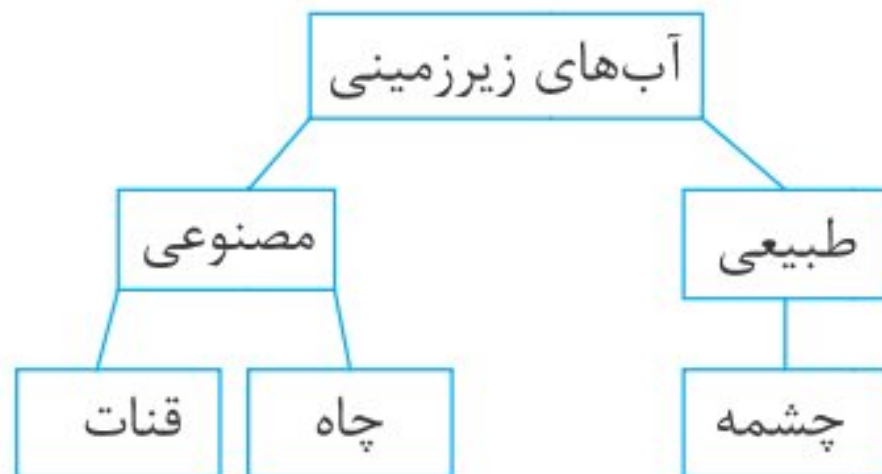 آب‌های زیرزمینی
طبیعی
مصنوعی
چشمه
چاه
قنات